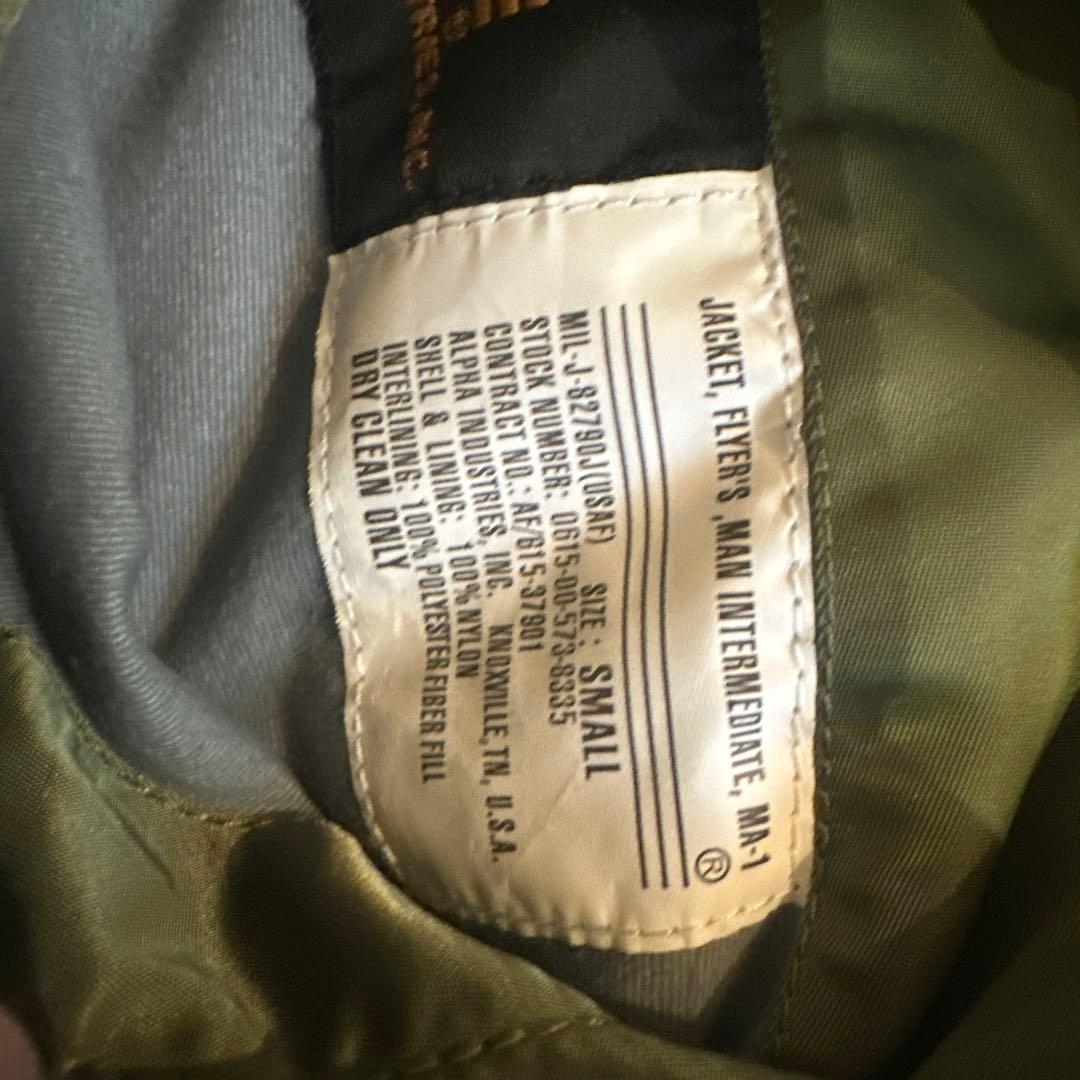 JACKET, FLYER'S ,MAN INTERMEDIATE, MA-1
®
MIL-J-82790J(USAF) SIZE: SMALL
STOCK NUMBER: 0615-00-573-8335
CONTRACT NO.: AF/615-37901
ALPHA INDUSTRIES, INC. KNOXVILLE, TN, U.S.A.
SHELL & LINING: 100% NYLON
INTERLINING: 100% POLYESTER FIBER FILL
DRY CLEAN ONLY
®
INC.